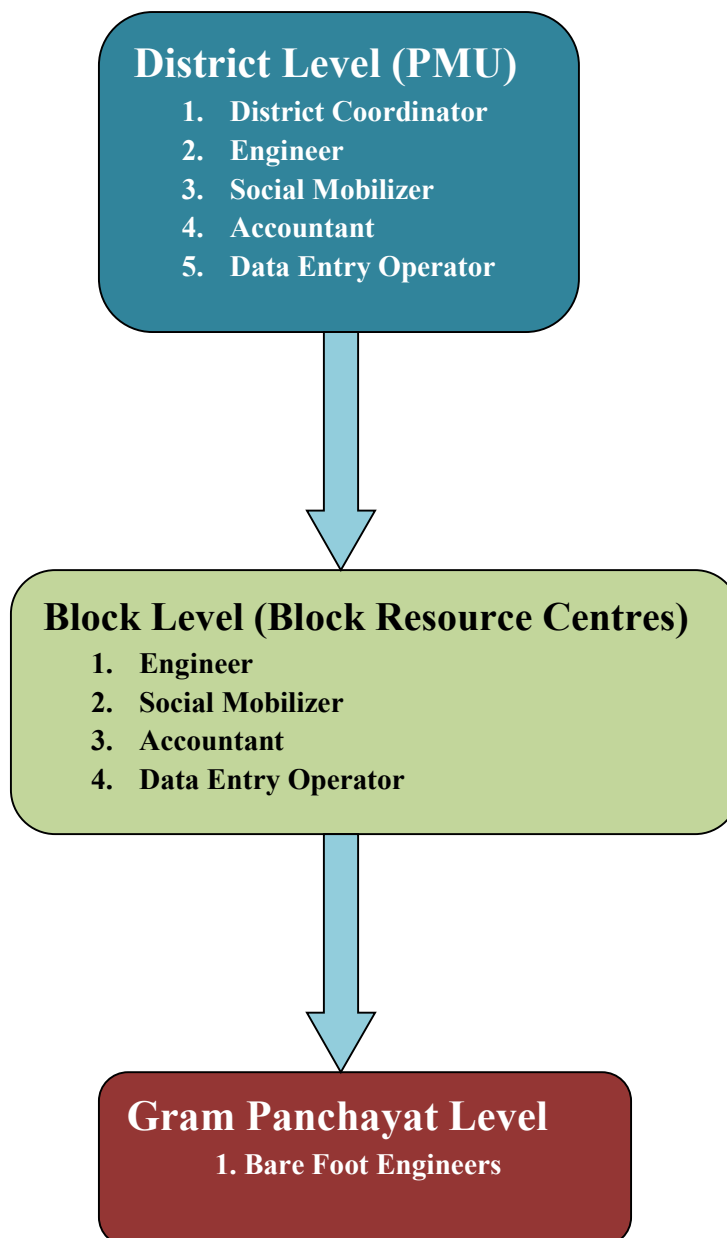 District Level (PMU)
1. District Coordinator
2. Engineer
3. Social Mobilizer
4. Accountant
5. Data Entry Operator
Block Level (Block Resource Centres)
1. Engineer
2. Social Mobilizer
3. Accountant
4. Data Entry Operator
Gram Panchayat Level
1. Bare Foot Engineers